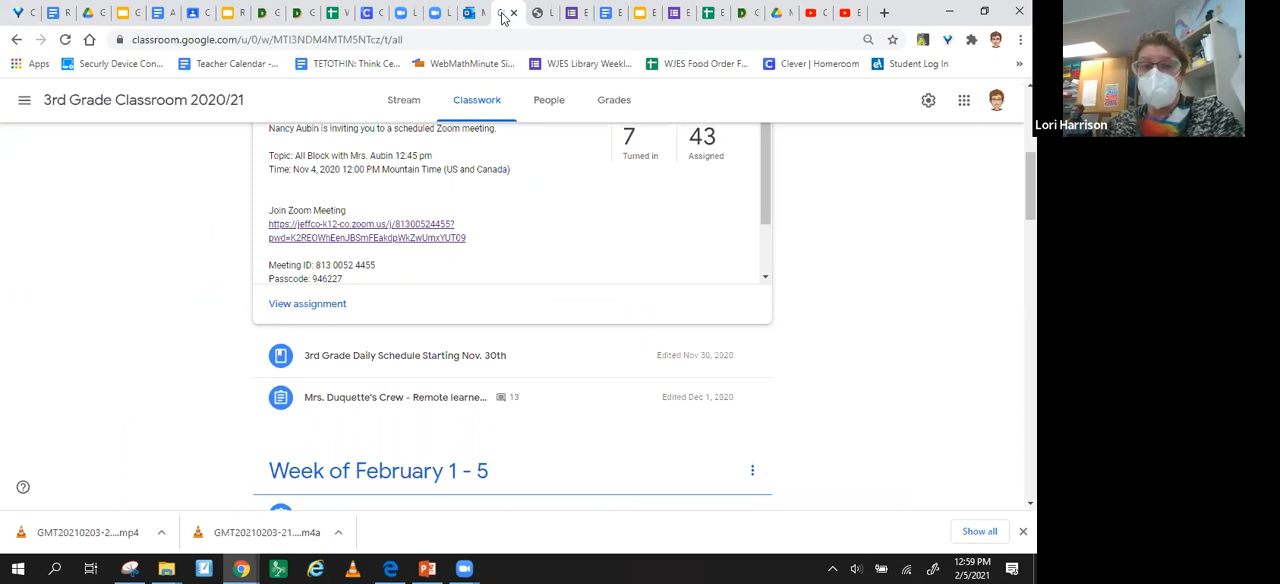 classroom.google.com/u/0/w/MTI3NDM4MTM5NTcz/t/all
Apps
Securly Device Con...
Teacher Calendar -...
TETOTHIN: Think Ce...
WebMathMinute Si...
WJES Library Weekl...
WJES Food Order F...
Clever | Homeroom
Student Log In
»
3rd Grade Classroom 2020/21
Stream
Classwork
People
Grades
Nancy Aubin is inviting you to a scheduled Zoom meeting.
Topic: All Block with Mrs. Aubin 12:45 pm
Time: Nov 4, 2020 12:00 PM Mountain Time (US and Canada)
7
Turned in
43
Assigned
Join Zoom Meeting
https://jeffco-k12-co.zoom.us/j/81300524455?
pwd=K2REOWhEenJBSmFEakdpWkZwUmxYUT09
Meeting ID: 813 0052 4455
Passcode: 946227
View assignment
3rd Grade Daily Schedule Starting Nov. 30th
Edited Nov 30, 2020
Mrs. Duquette's Crew - Remote learne...
13
Edited Dec 1, 2020
Week of February 1 - 5
GMT20210203-2....mp4
GMT20210203-21....m4a
Show all
12:59 PM
2/5/2021
Lori Harrison